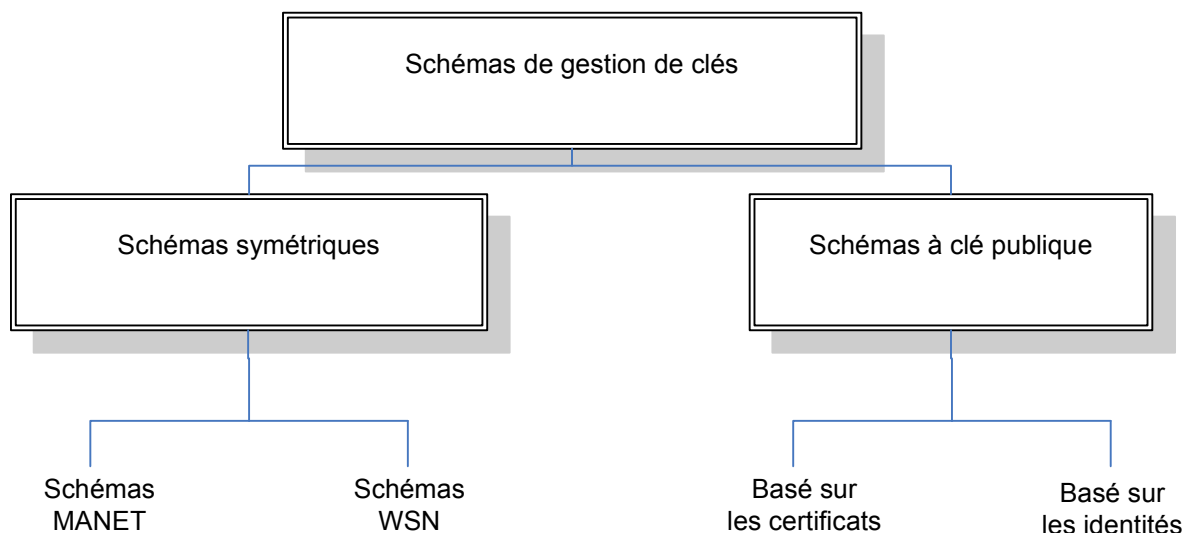 Schémas de gestion de clés
Schémas symétriques
Schémas à clé publique
Schémas
MANET
Schémas
WSN
Basé sur
les certificats
Basé sur
les identités